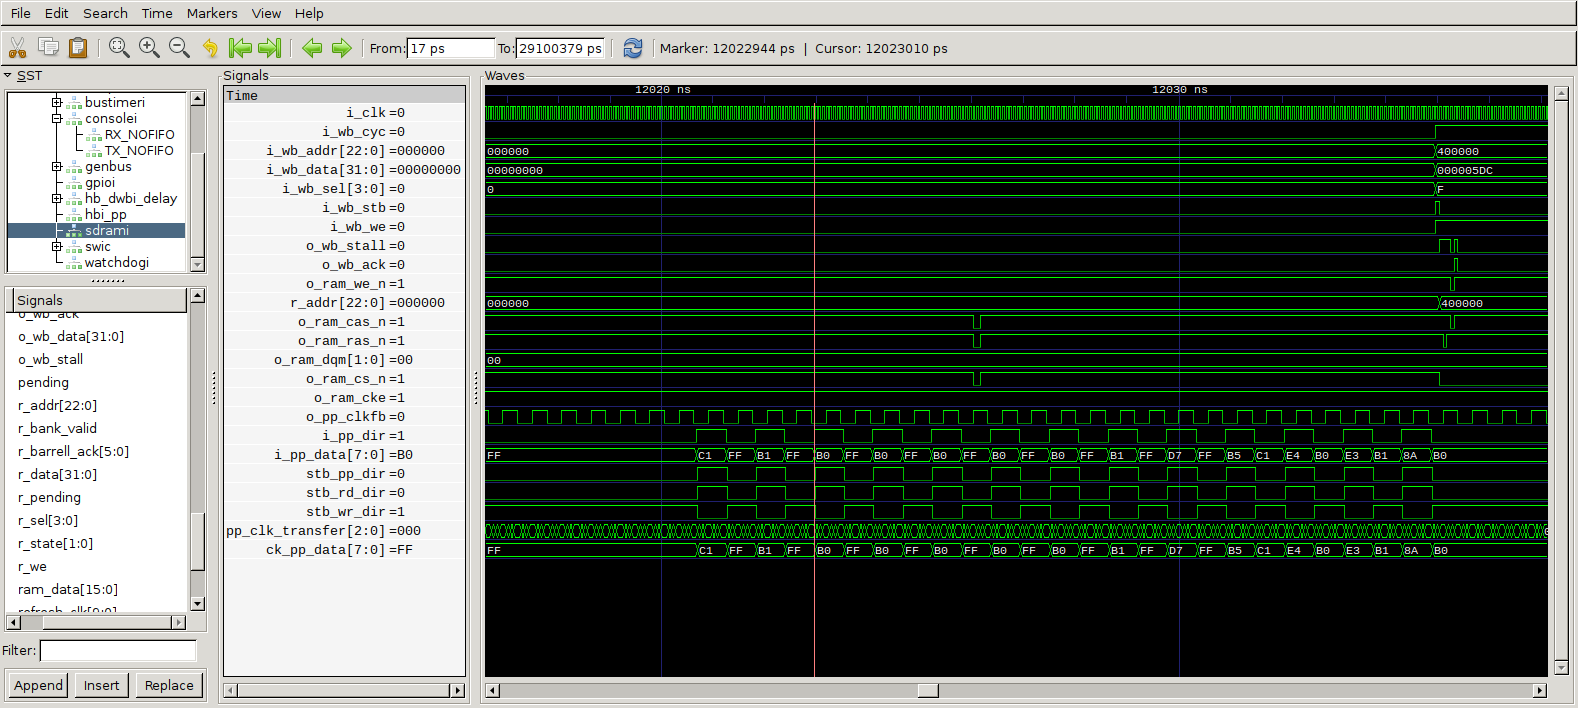 File Edit Search Time Markers View Help
From: 17 ps To: 29100379 ps Marker: 12022944 ps | Cursor: 12023010 ps
SST
bustimeri
consolei
RX_NOFIFO
TX_NOFIFO
genbus
gpioi
hb_dwbi_delay
hbi_pp
sdrami
swic
watchdogi
Signals
o_wb_ack
o_wb_data[31:0]
o_wb_stall
pending
r_addr[22:0]
r_bank_valid
r_barrell_ack[5:0]
r_data[31:0]
r_pending
r_sel[3:0]
r_state[1:0]
r_we
ram_data[15:0]
refresh_clk[9:0]
Filter:
Append Insert Replace
Signals
Time
i_clk=0
i_wb_cyc=0
i_wb_addr[22:0]=000000
i_wb_data[31:0]=00000000
i_wb_sel[3:0]=0
i_wb_stb=0
i_wb_we=0
o_wb_stall=0
o_wb_ack=0
o_ram_we_n=1
r_addr[22:0]=000000
o_ram_cas_n=1
o_ram_ras_n=1
o_ram_dqm[1:0]=00
o_ram_cs_n=1
o_ram_cke=1
o_pp_clkfb=0
i_pp_dir=1
i_pp_data[7:0]=B0
stb_pp_dir=0
stb_rd_dir=0
stb_wr_dir=1
pp_clk_transfer[2:0]=000
ck_pp_data[7:0]=FF
Waves
12020 ns 12030 ns
000000 400000
00000000 000005DC
0 F
000000 400000
00
FF C1 FF B1 FF B0 FF B0 FF B0 FF B0 FF B0 FF B1 FF D7 FF B5 C1 E4 B0 E3 B1 8A B0
FF C1 FF B1 FF B0 FF B0 FF B0 FF B0 FF B0 FF B1 FF D7 FF B5 C1 E4 B0 E3 B1 8A B0